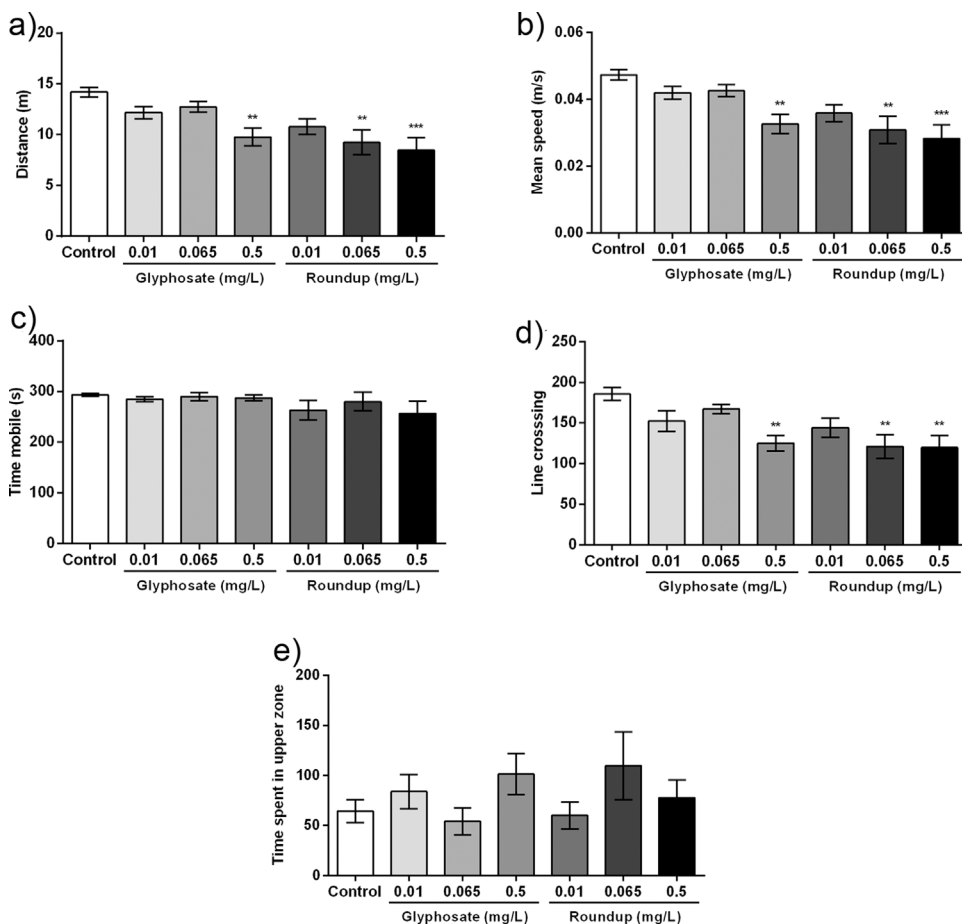 a)
Distance (m)
20
15
10
5
0
**
**
***
Control 0.01 0.065 0.5 0.01 0.065 0.5
Glyphosate (mg/L) Roundup (mg/L)
b)
Mean speed (m/s)
0.06
0.04
0.02
0.00
**
**
***
Control 0.01 0.065 0.5 0.01 0.065 0.5
Glyphosate (mg/L) Roundup (mg/L)
c)
Time mobile (s)
400
300
200
100
0
Control 0.01 0.065 0.5 0.01 0.065 0.5
Glyphosate (mg/L) Roundup (mg/L)
d)
Line crosssing
250
200
150
100
50
0
**
**
**
Control 0.01 0.065 0.5 0.01 0.065 0.5
Glyphosate (mg/L) Roundup (mg/L)
e)
Time spent in upper zone
200
150
100
50
0
Control 0.01 0.065 0.5 0.01 0.065 0.5
Glyphosate (mg/L) Roundup (mg/L)